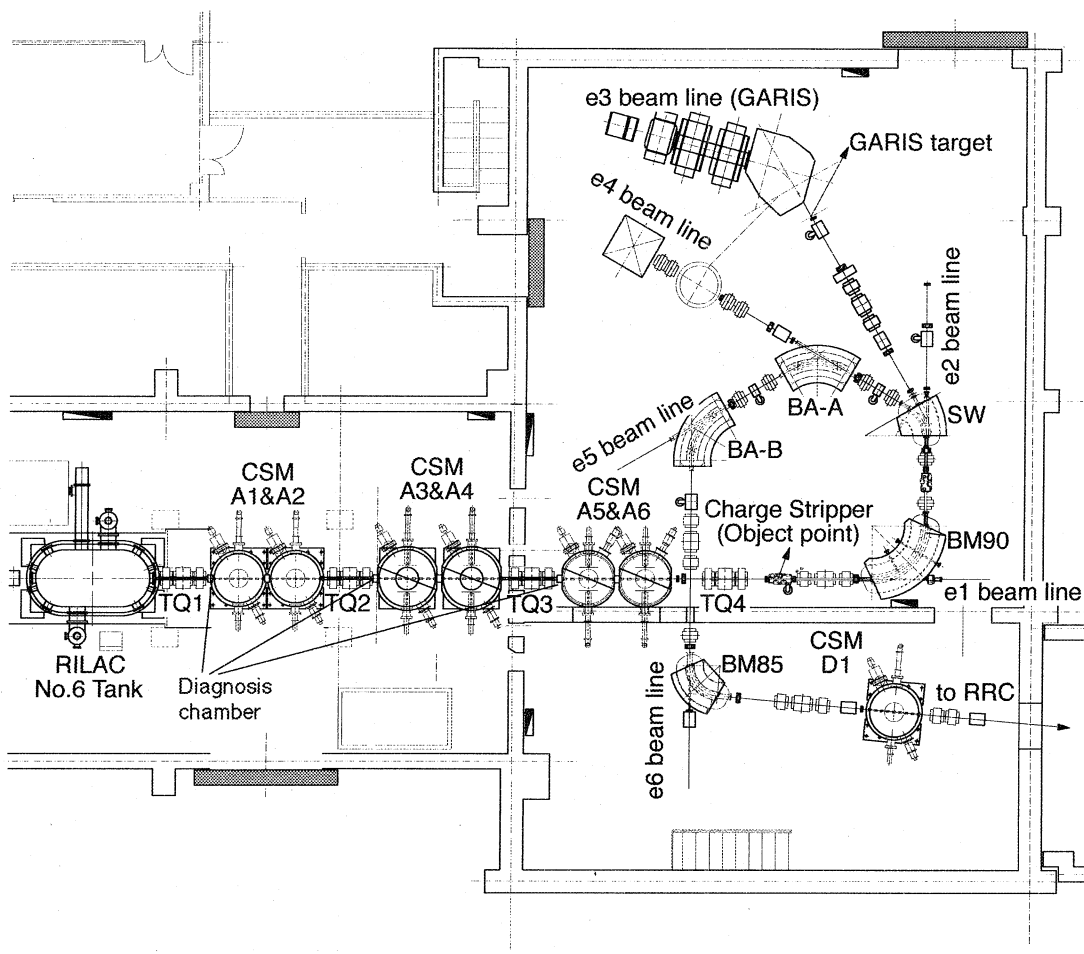 e3 beam line (GARIS)
GARIS target
e4 beam line
e2 beam line
BA-A
SW
e5 beam line
BA-B
CSM
A1&A2
CSM
A3&A4
CSM
A5&A6
Charge Stripper
(Object point)
BM90
TQ1
TQ2
TQ3
TQ4
e1 beam line
RILAC
No.6 Tank
Diagnosis
chamber
BM85
CSM
D1
to RRC
e6 beam line